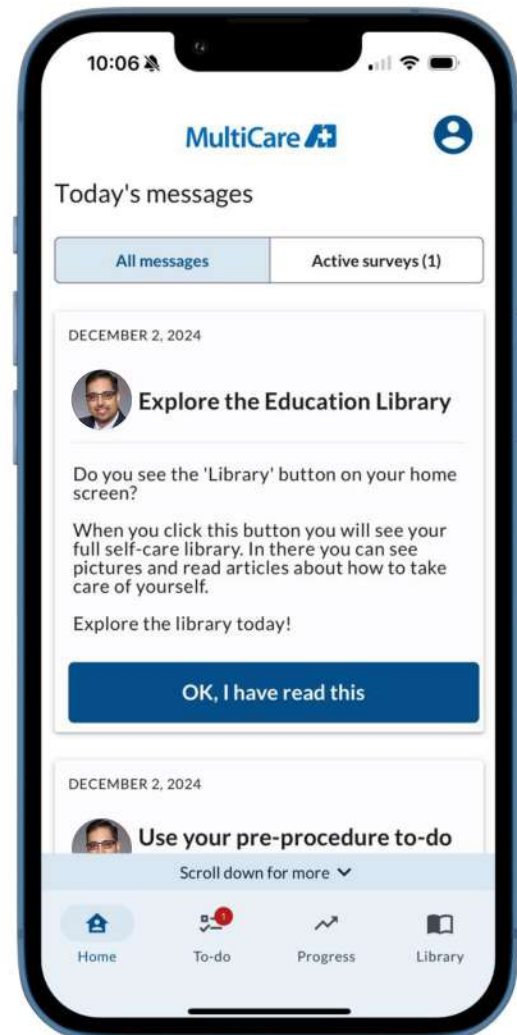 10:06
MultiCare
Today's messages
All messages
Active surveys (1)
DECEMBER 2, 2024
Explore the Education Library
Do you see the 'Library' button on your home
screen?
When you click this button you will see your
full self-care library. In there you can see
pictures and read articles about how to take
care of yourself.
Explore the library today!
OK, I have read this
DECEMBER 2, 2024
Use your pre-procedure to-do
Scroll down for more
1
Home
To-do
Progress
Library